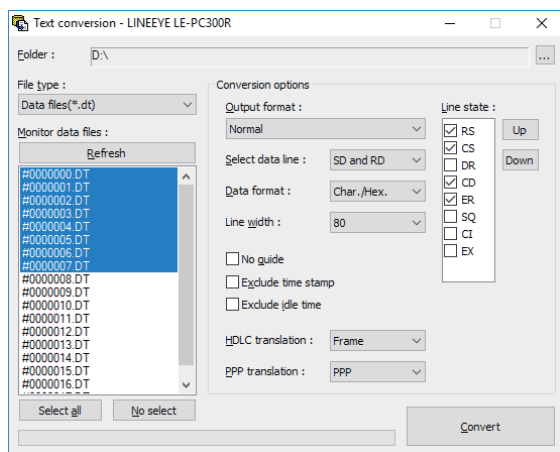 Text conversion - LINEEYE LE-PC300R
Folder :
D:\
...
File type :
Data files(*.dt)
Monitor data files :
Refresh
#0000000.DT
#0000001.DT
#0000002.DT
#0000003.DT
#0000004.DT
#0000005.DT
#0000006.DT
#0000007.DT
#0000008.DT
#0000009.DT
#0000010.DT
#0000011.DT
#0000012.DT
#0000013.DT
#0000014.DT
#0000015.DT
#0000016.DT
Select all
No select
Conversion options
Output format :
Normal
Select data line :
SD and RD
Data format :
Char./Hex.
Line width :
80
No guide
Exclude time stamp
Exclude idle time
HDLC translation :
Frame
PPP translation :
PPP
Line state :
RS
CS
DR
CD
ER
SQ
CI
EX
Up
Down
Convert